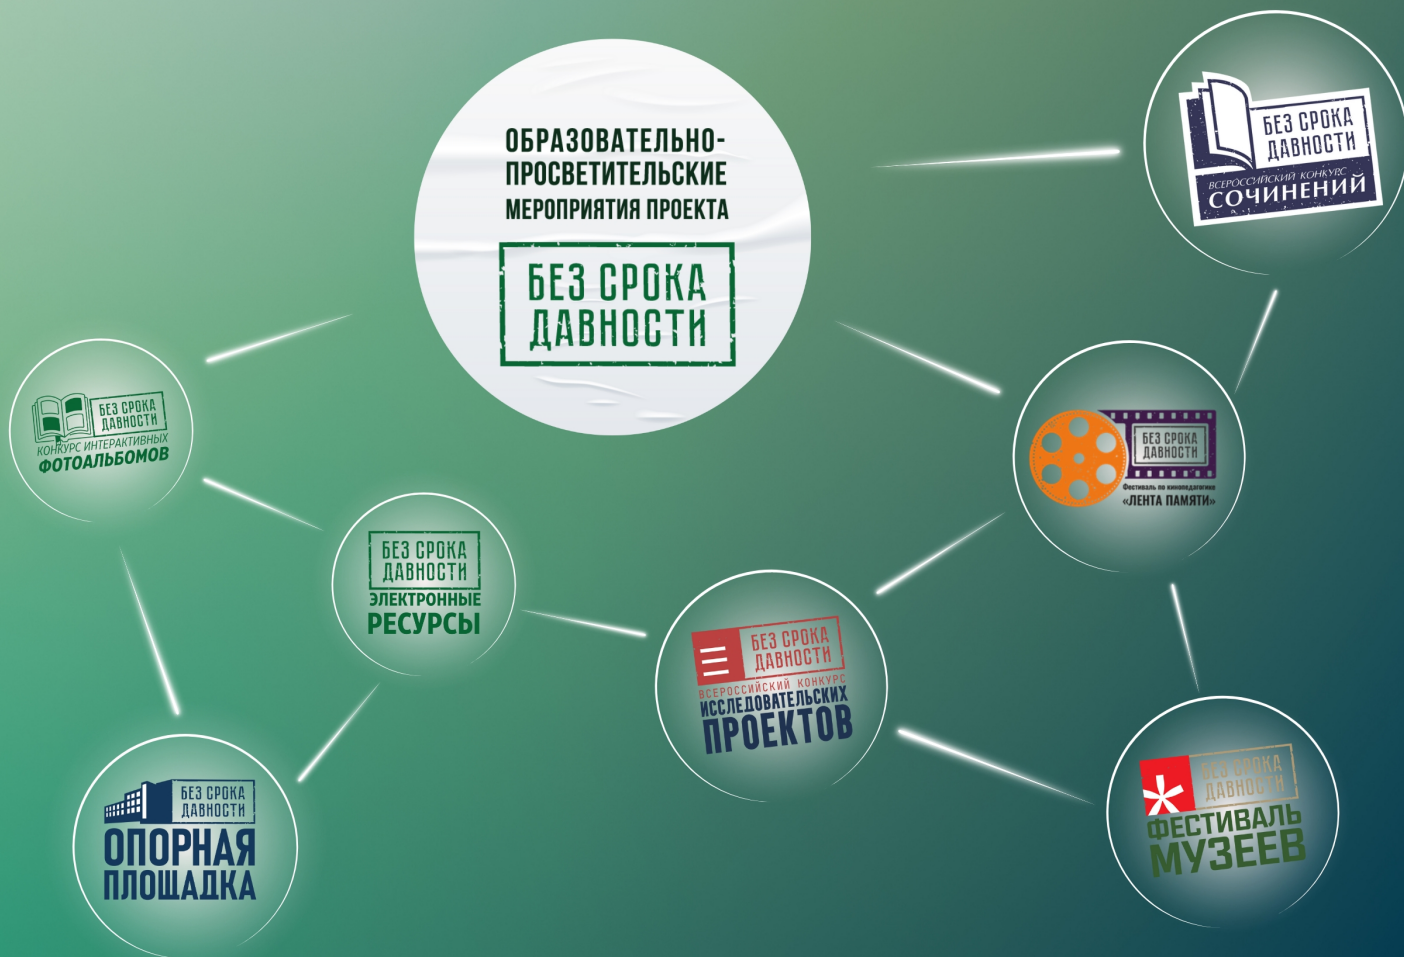 ОБРАЗОВАТЕЛЬНО-
ПРОСВЕТИТЕЛЬСКИЕ
МЕРОПРИЯТИЯ ПРОЕКТА
БЕЗ СРОКА
ДАВНОСТИ
БЕЗ СРОКА
ДАВНОСТИ
ВСЕРОССИЙСКИЙ КОНКУРС
СОЧИНЕНИЙ
БЕЗ СРОКА
ДАВНОСТИ
КОНКУРС ИНТЕРАКТИВНЫХ
ФОТОАЛЬБОМОВ
БЕЗ СРОКА
ДАВНОСТИ
Фестиваль по кинопедагогике
«ЛЕНТА ПАМЯТИ»
БЕЗ СРОКА
ДАВНОСТИ
ЭЛЕКТРОННЫЕ
РЕСУРСЫ
БЕЗ СРОКА
ДАВНОСТИ
ВСЕРОССИЙСКИЙ КОНКУРС
ИССЛЕДОВАТЕЛЬСКИХ
ПРОЕКТОВ
БЕЗ СРОКА
ДАВНОСТИ
ОПОРНАЯ
ПЛОЩАДКА
БЕЗ СРОКА
ДАВНОСТИ
ФЕСТИВАЛЬ
МУЗЕЕВ